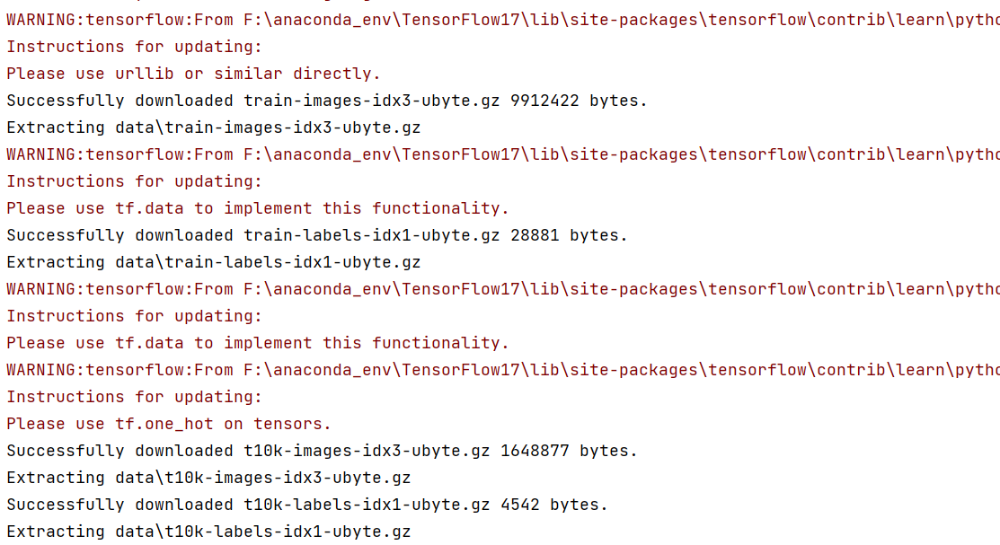 WARNING:tensorflow:From F:\anaconda_env\TensorFlow17\lib\site-packages\tensorflow\contrib\learn\pytho
Instructions for updating:
Please use urllib or similar directly.
Successfully downloaded train-images-idx3-ubyte.gz 9912422 bytes.
Extracting data\train-images-idx3-ubyte.gz
WARNING:tensorflow:From F:\anaconda_env\TensorFlow17\lib\site-packages\tensorflow\contrib\learn\pytho
Instructions for updating:
Please use tf.data to implement this functionality.
Successfully downloaded train-labels-idx1-ubyte.gz 28881 bytes.
Extracting data\train-labels-idx1-ubyte.gz
WARNING:tensorflow:From F:\anaconda_env\TensorFlow17\lib\site-packages\tensorflow\contrib\learn\pytho
Instructions for updating:
Please use tf.data to implement this functionality.
WARNING:tensorflow:From F:\anaconda_env\TensorFlow17\lib\site-packages\tensorflow\contrib\learn\pytho
Instructions for updating:
Please use tf.one_hot on tensors.
Successfully downloaded t10k-images-idx3-ubyte.gz 1648877 bytes.
Extracting data\t10k-images-idx3-ubyte.gz
Successfully downloaded t10k-labels-idx1-ubyte.gz 4542 bytes.
Extracting data\t10k-labels-idx1-ubyte.gz